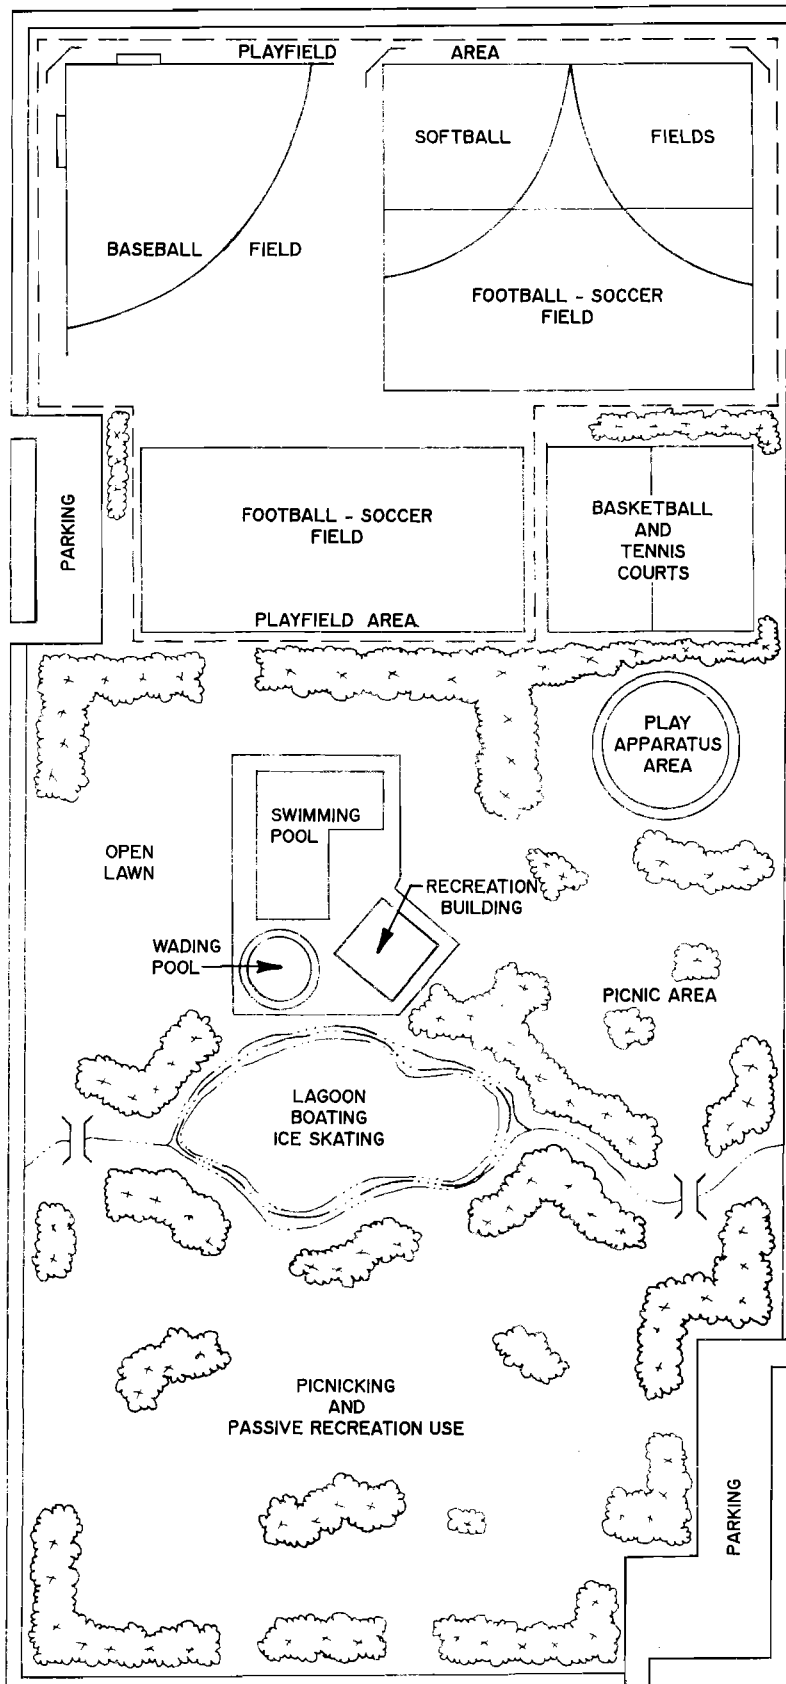 PLAYFIELD AREA
SOFTBALL FIELDS
BASEBALL FIELD
FOOTBALL - SOCCER
FIELD
PARKING
FOOTBALL - SOCCER
FIELD
BASKETBALL
AND
TENNIS
COURTS
PLAYFIELD AREA
PLAY
APPARATUS
AREA
SWIMMING
POOL
OPEN
LAWN
RECREATION
BUILDING
WADING
POOL
PICNIC AREA
LAGOON
BOATING
ICE SKATING
PICNICKING
AND
PASSIVE RECREATION USE
PARKING